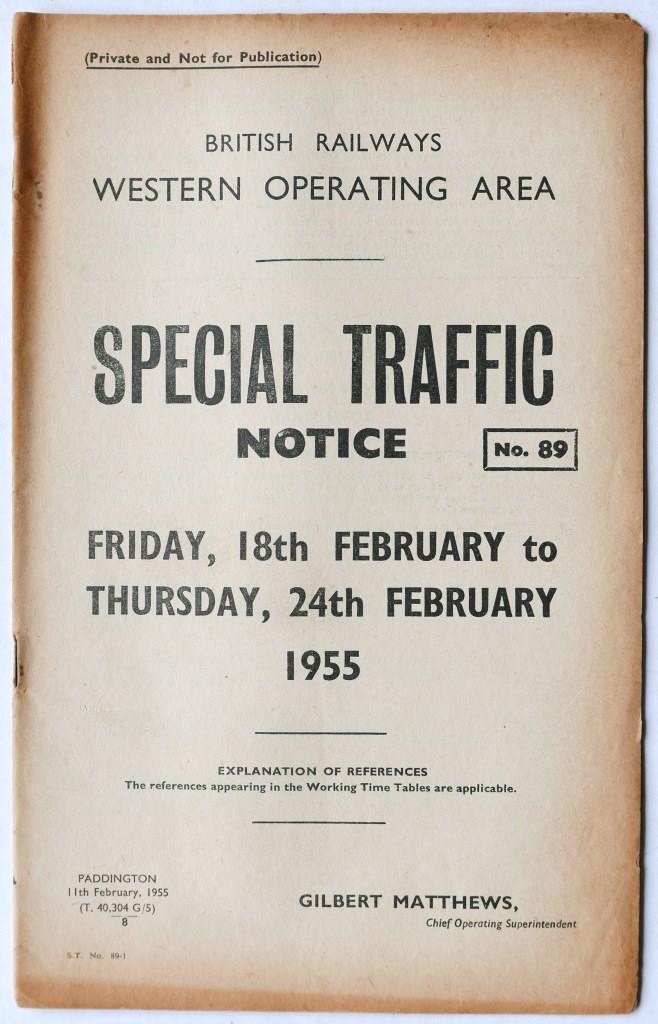 (Private and Not for Publication)
BRITISH RAILWAYS
WESTERN OPERATING AREA
SPECIAL TRAFFIC
NOTICE
No. 89
FRIDAY, 18th FEBRUARY to
THURSDAY, 24th FEBRUARY
1955
EXPLANATION OF REFERENCES
The references appearing in the Working Time Tables are applicable.
PADDINGTON
11th February, 1955
(T. 40,304 G/5)
8
GILBERT MATTHEWS,
Chief Operating Superintendent
S.T. No. 89-1